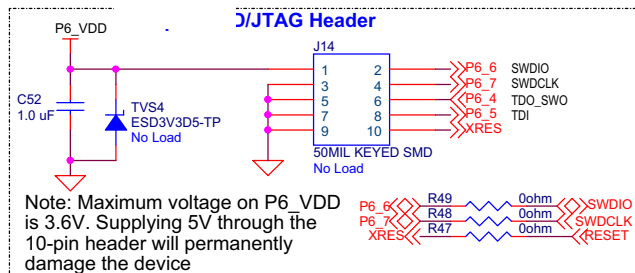 D/JTAG Header
P6_VDD
J14
1 2 P6_6 SWDIO
3 4 P6_7 SWDCLK
5 6 P6_4 TDO_SWO
7 8 P6_5 TDI
9 10 XRES
C52
1.0 uF
TVS4
ESD3V3D5-TP
No Load
50MIL KEYED SMD
No Load
Note: Maximum voltage on P6_VDD
is 3.6V. Supplying 5V through the
10-pin header will permanently
damage the device
P6_6 R49 0ohm SWDIO
P6_7 R48 0ohm SWDCLK
XRES R47 0ohm RESET